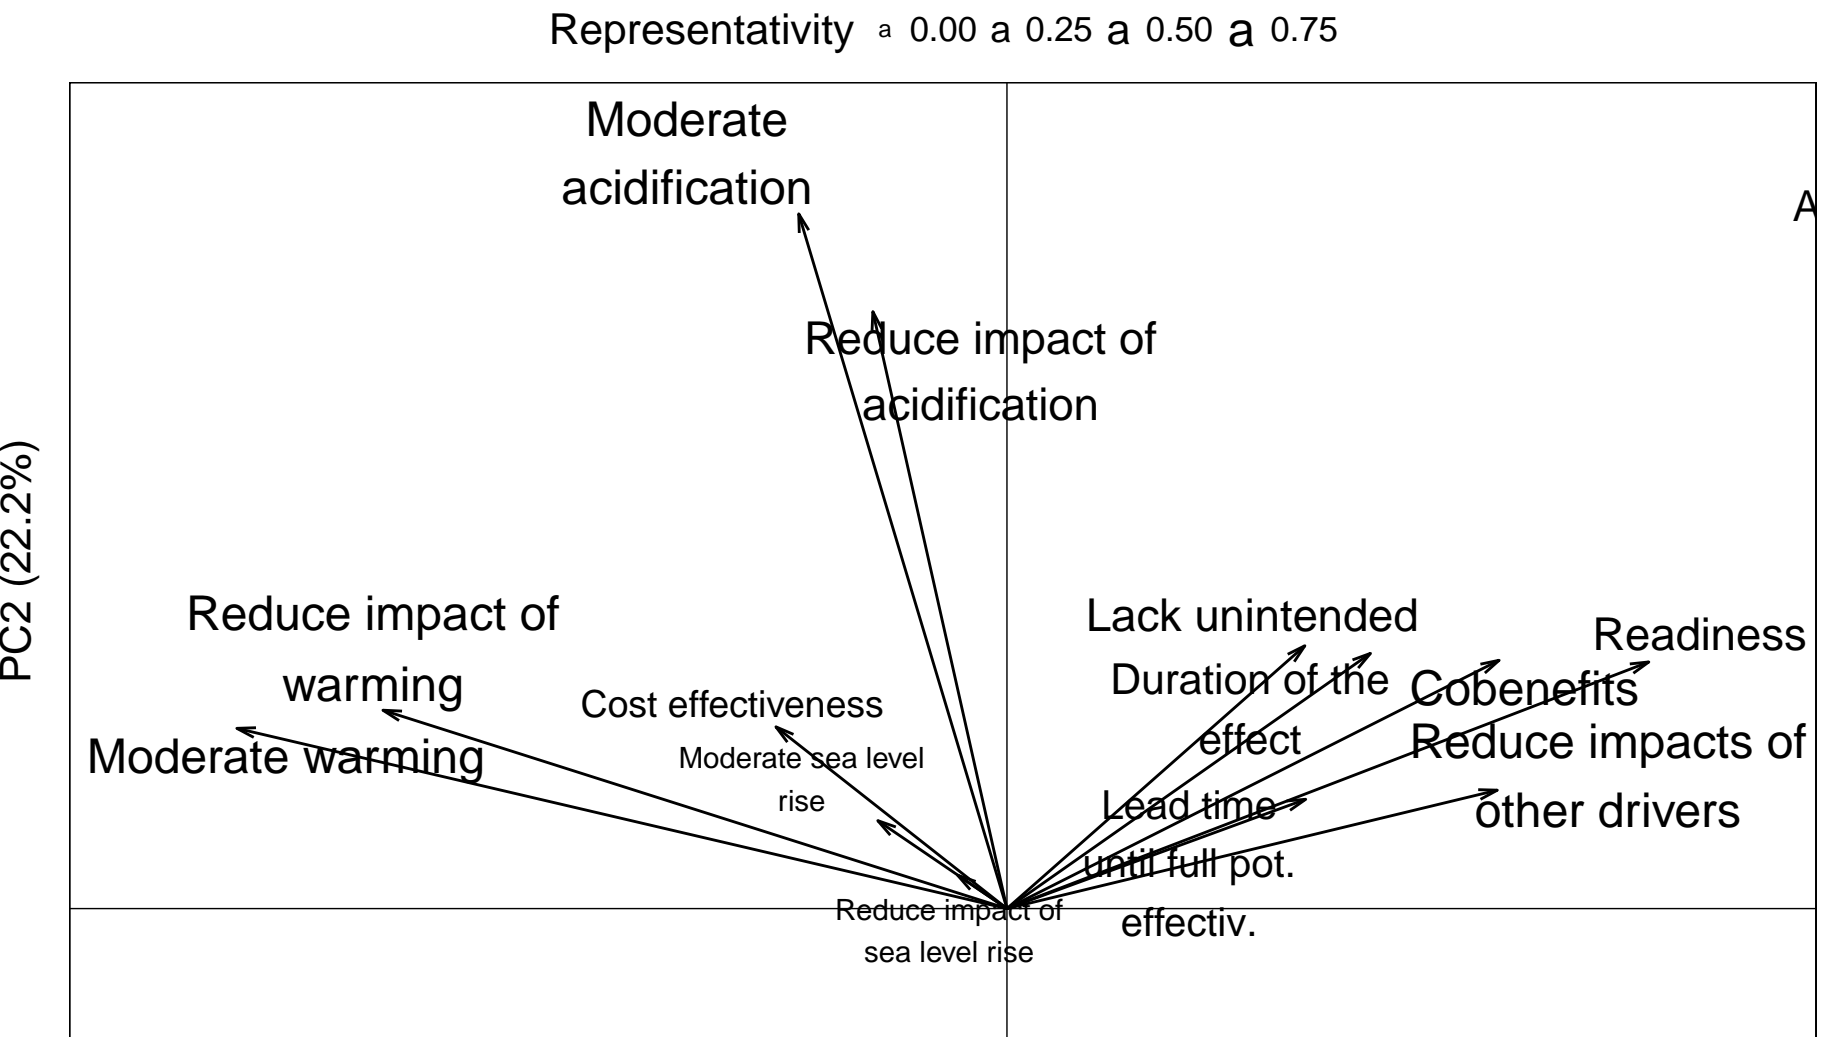 Representativity a 0.00 a 0.25 a 0.50 a 0.75
Moderate
acidification
A
Reduce impact of
acidification
PC2 (22.2%)
Reduce impact of
warming
Moderate warming
Cost effectiveness
Moderate sea level
rise
Reduce impact of
sea level rise
Lack unintended
Duration of the
effect
Readiness
Cobenefits
Reduce impacts of
other drivers
Lead time
until full pot.
effectiv.